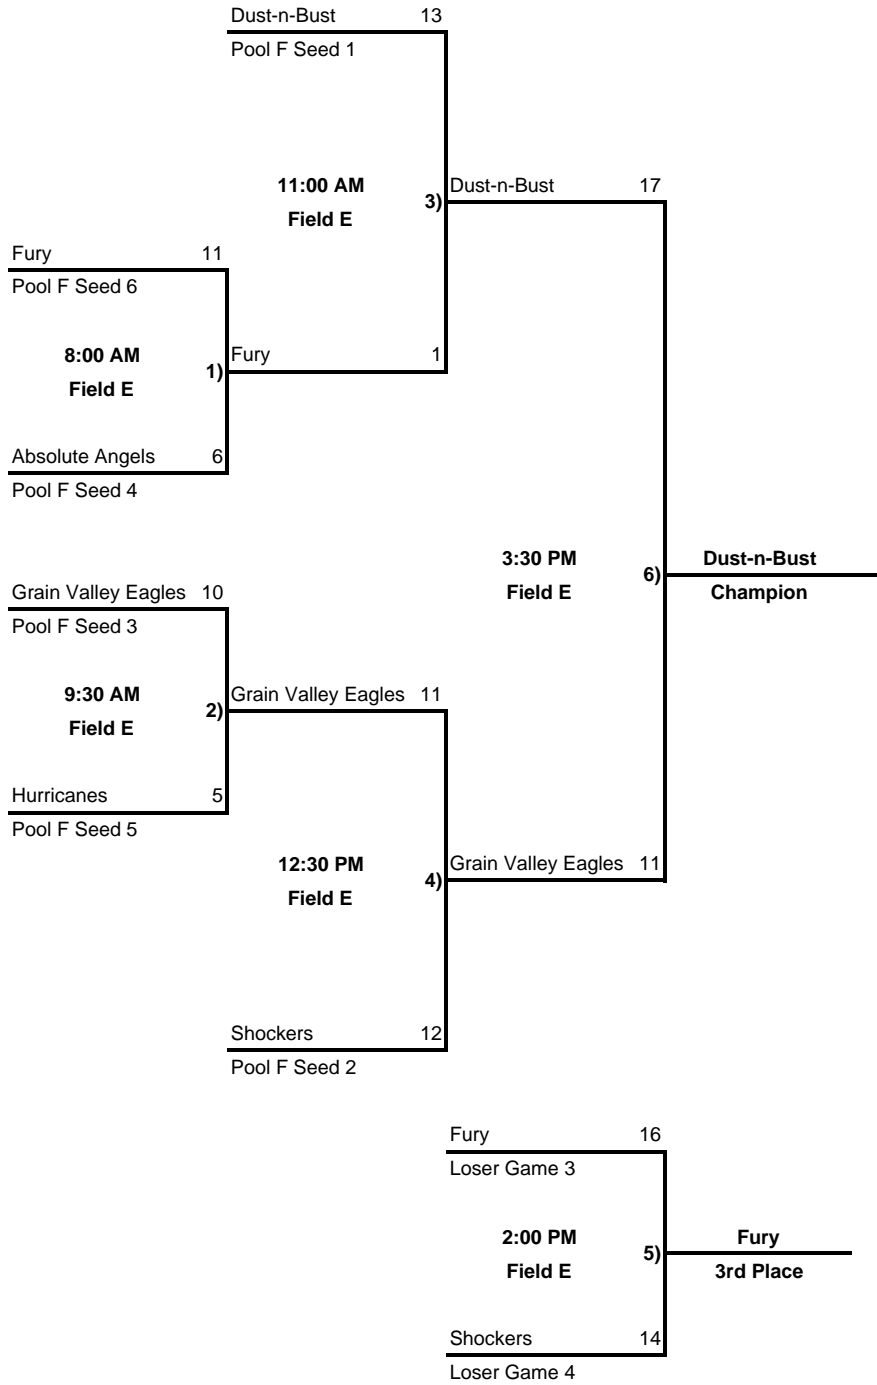 Dust-n-Bust 13
Pool F Seed 1
11:00 AM
Field E
3)
Dust-n-Bust 17
Fury 11
Pool F Seed 6
8:00 AM
Field E
1)
Fury 1
Absolute Angels 6
Pool F Seed 4
3:30 PM
Field E
6)
Dust-n-Bust
Champion
Grain Valley Eagles 10
Pool F Seed 3
9:30 AM
Field E
2)
Grain Valley Eagles 11
Hurricanes 5
Pool F Seed 5
12:30 PM
Field E
4)
Grain Valley Eagles 11
Shockers 12
Pool F Seed 2
Fury 16
Loser Game 3
2:00 PM
Field E
5)
Fury
3rd Place
Shockers 14
Loser Game 4